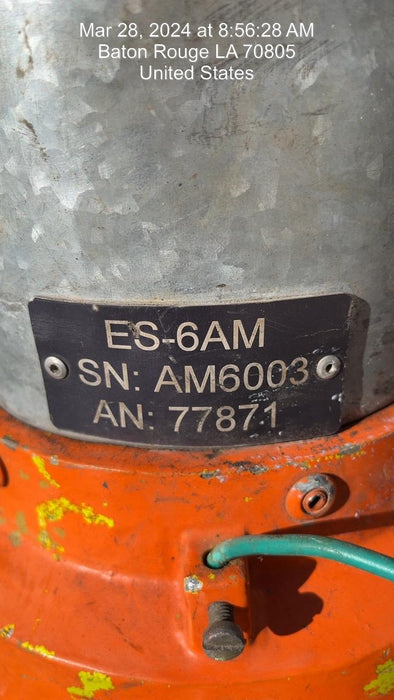 Mar 28, 2024 at 8:56:28 AM
Baton Rouge LA 70805
United States
ES-6AM
SN: AM6003
AN: 77871